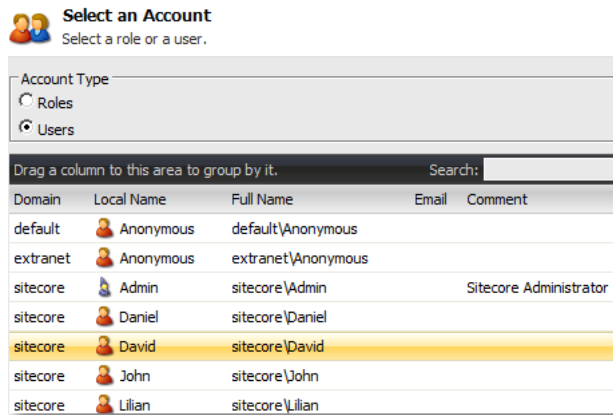 Select an Account
Select a role or a user.
Account Type
Roles
Users
Drag a column to this area to group by it. Search:
Domain Local Name Full Name Email Comment
default Anonymous default\Anonymous
extranet Anonymous extranet\Anonymous
sitecore Admin sitecore\Admin Sitecore Administrator
sitecore Daniel sitecore\Daniel
sitecore David sitecore\David
sitecore John sitecore\John
sitecore Lilian sitecore\Lilian